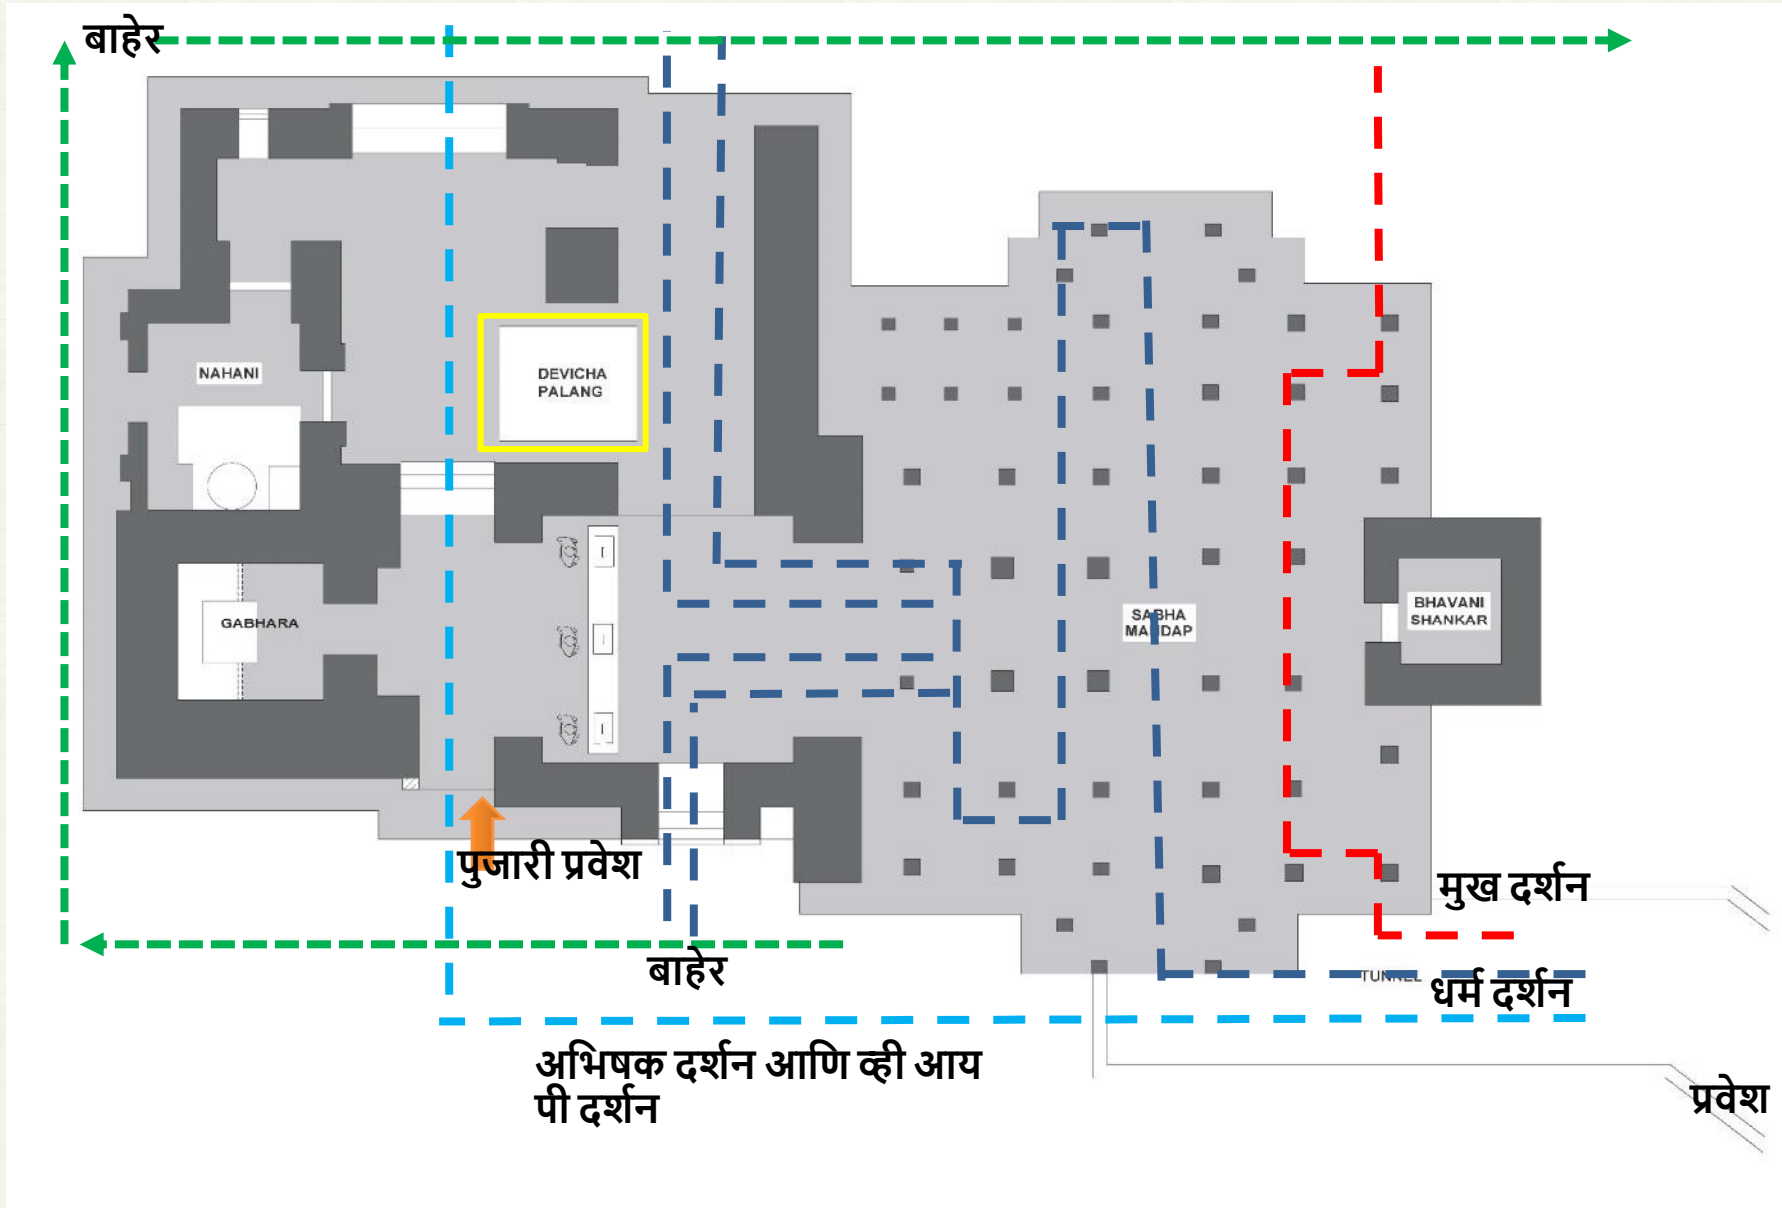 बाहेर
NAHANI
DEVICHA
PALANG
GABHARA
SABHA
MANDAP
BHAVANI
SHANKAR
पुजारी प्रवेश
मुख दर्शन
बाहेर
TUNNEL
धर्म दर्शन
अभिषक दर्शन आणि व्ही आय
पी दर्शन
प्रवेश